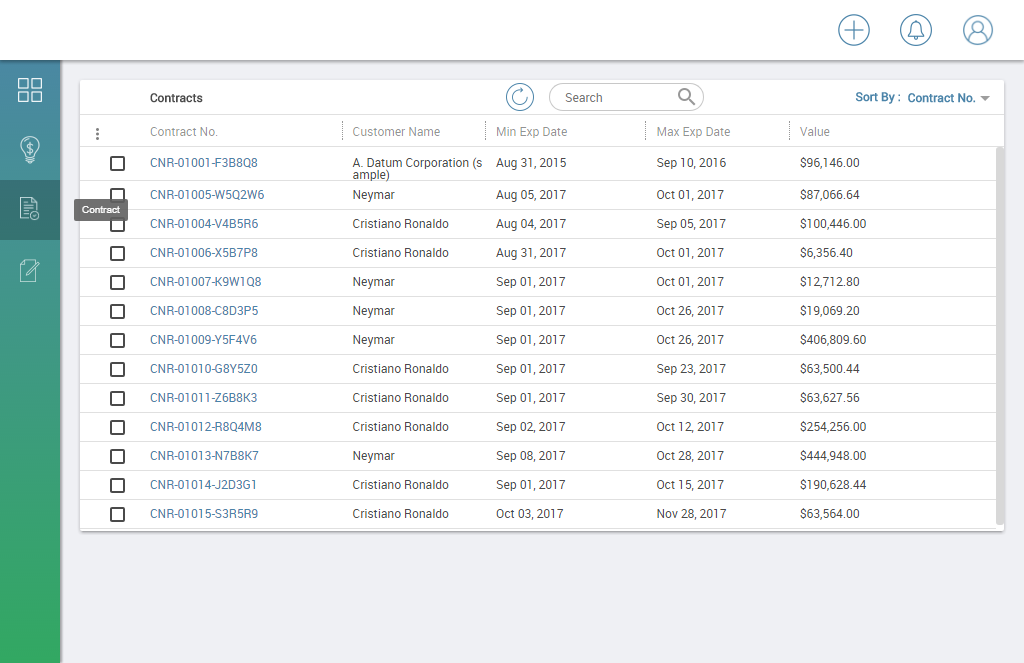 Contracts Search Sort By : Contract No.
Contract No. Customer Name Min Exp Date Max Exp Date Value
CNR-01001-F3B8Q8 A. Datum Corporation (s Aug 31, 2015 Sep 10, 2016 $96,146.00
ample)
CNR-01005-W5Q2W6 Neymar Aug 05, 2017 Oct 01, 2017 $87,066.64
Contract
CNR-01004-V4B5R6 Cristiano Ronaldo Aug 04, 2017 Sep 05, 2017 $100,446.00
CNR-01006-X5B7P8 Cristiano Ronaldo Aug 31, 2017 Oct 01, 2017 $6,356.40
CNR-01007-K9W1Q8 Neymar Sep 01, 2017 Oct 01, 2017 $12,712.80
CNR-01008-C8D3P5 Neymar Sep 01, 2017 Oct 26, 2017 $19,069.20
CNR-01009-Y5F4V6 Neymar Sep 01, 2017 Oct 26, 2017 $406,809.60
CNR-01010-G8Y5Z0 Cristiano Ronaldo Sep 01, 2017 Sep 23, 2017 $63,500.44
CNR-01011-Z6B8K3 Cristiano Ronaldo Sep 01, 2017 Sep 30, 2017 $63,627.56
CNR-01012-R8Q4M8 Cristiano Ronaldo Sep 02, 2017 Oct 12, 2017 $254,256.00
CNR-01013-N7B8K7 Neymar Sep 08, 2017 Oct 28, 2017 $444,948.00
CNR-01014-J2D3G1 Cristiano Ronaldo Sep 01, 2017 Oct 15, 2017 $190,628.44
CNR-01015-S3R5R9 Cristiano Ronaldo Oct 03, 2017 Nov 28, 2017 $63,564.00